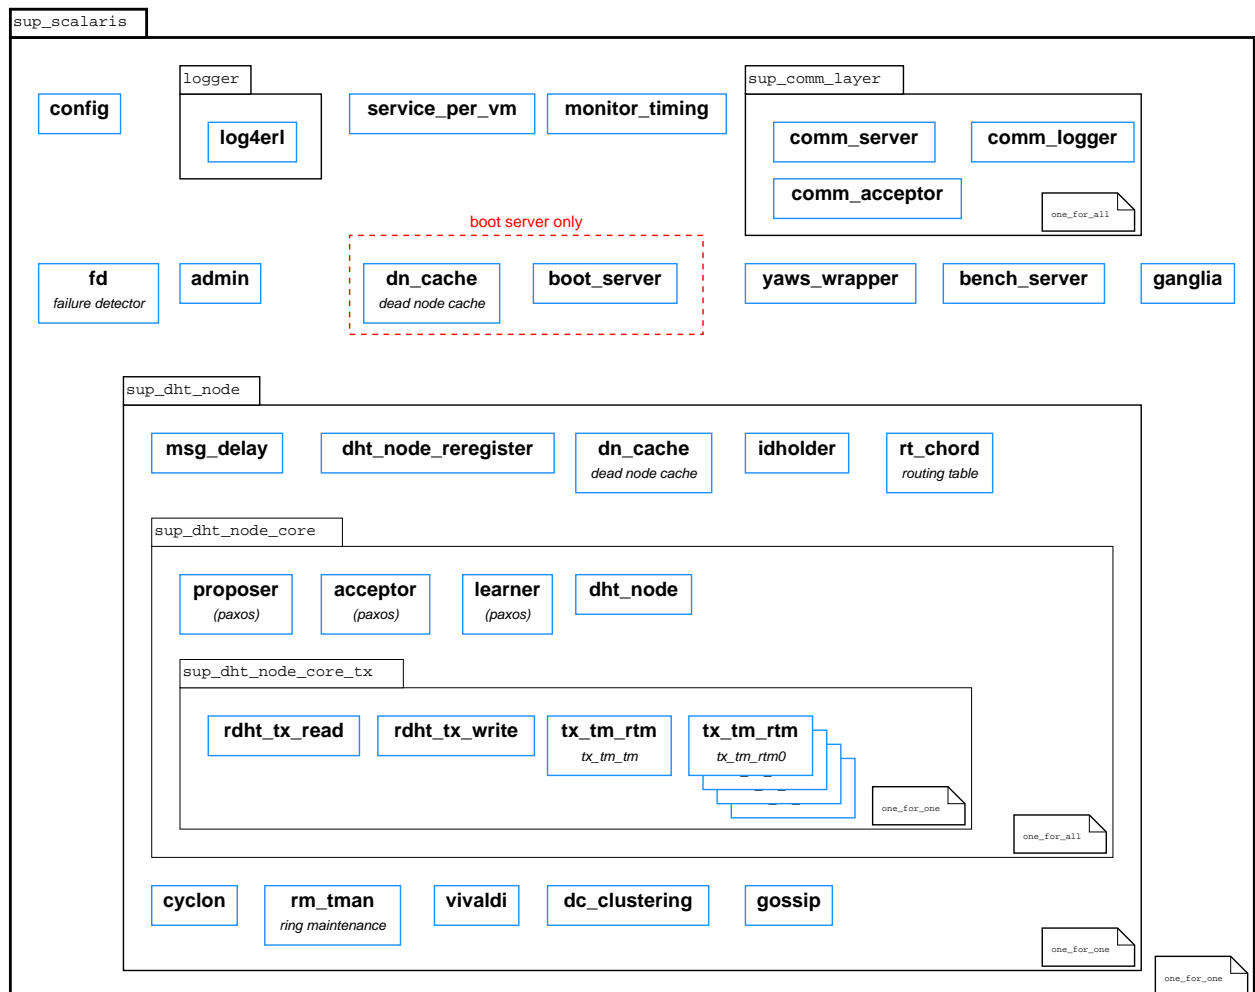 sup_scalaris
logger
sup_comm_layer
config
log4erl
service_per_vm
monitor_timing
comm_server
comm_logger
comm_acceptor
one_for_all
boot server only
fd
failure detector
admin
dn_cache
dead node cache
boot_server
yaws_wrapper
bench_server
ganglia
sup_dht_node
msg_delay
dht_node_reregister
dn_cache
dead node cache
idholder
rt_chord
routing table
sup_dht_node_core
proposer
(paxos)
acceptor
(paxos)
learner
(paxos)
dht_node
sup_dht_node_core_tx
rdht_tx_read
rdht_tx_write
tx_tm_rtm
tx_tm_tm
tx_tm_rtm
tx_tm_rtm0
one_for_one
one_for_all
cyclon
rm_tman
ring maintenance
vivaldi
dc_clustering
gossip
one_for_one
one_for_one